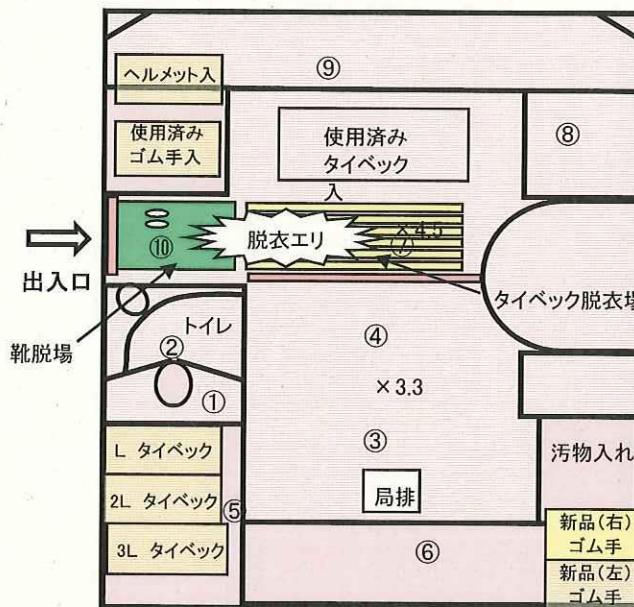 ⑨
ヘルメット入
使用済み
ゴム手入
使用済み
タイベック
入
⑧
出入口
⑩
脱衣エリ
×4.5
⑦
タイベック脱衣場
靴脱場
トイレ
②
①
④
×3.3
③
局排
L タイベック
2L タイベック
3L タイベック
⑤
⑥
汚物入れ
新品(右)
ゴム手
新品(左)
ゴム手